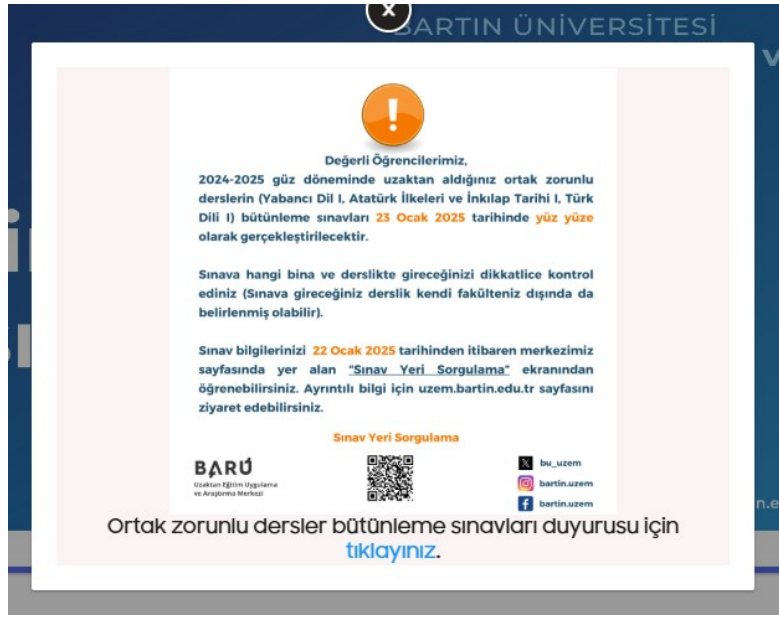 x
BARTIN ÜNİVERSİTESİ
Değerli Öğrencilerimiz,
2024-2025 güz döneminde uzaktan aldığınız ortak zorunlu
derslerin (Yabancı Dil I, Atatürk İlkeleri ve İnkılap Tarihi I, Türk
Dili I) bütünleme sınavları 23 Ocak 2025 tarihinde yüz yüze
olarak gerçekleştirilecektir.
Sınava hangi bina ve derslikte gireceğinizi dikkatlice kontrol
ediniz (Sınava gireceğiniz derslik kendi fakülteniz dışında da
belirlenmiş olabilir).
Sınav bilgilerinizi 22 Ocak 2025 tarihinden itibaren merkezimiz
sayfasında yer alan "Sınav Yeri Sorgulama" ekranından
öğrenebilirsiniz. Ayrıntılı bilgi için uzem.bartin.edu.tr sayfasını
ziyaret edebilirsiniz.
Sınav Yeri Sorgulama
BARÜ
Uzaktan Eğitim Uygulama
ve Araştırma Merkezi
bu_uzem
bartin.uzem
bartin.uzem
Ortak zorunlu dersler bütünleme sınavları duyurusu için
tıklayınız.